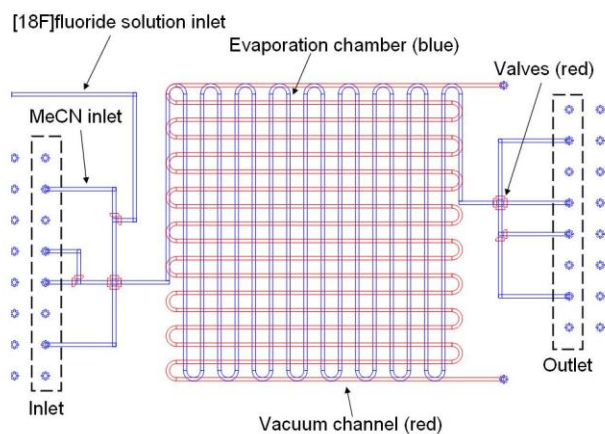 [18F]fluoride solution inlet
Evaporation chamber (blue)
Valves (red)
MeCN inlet
Inlet
Outlet
Vacuum channel (red)